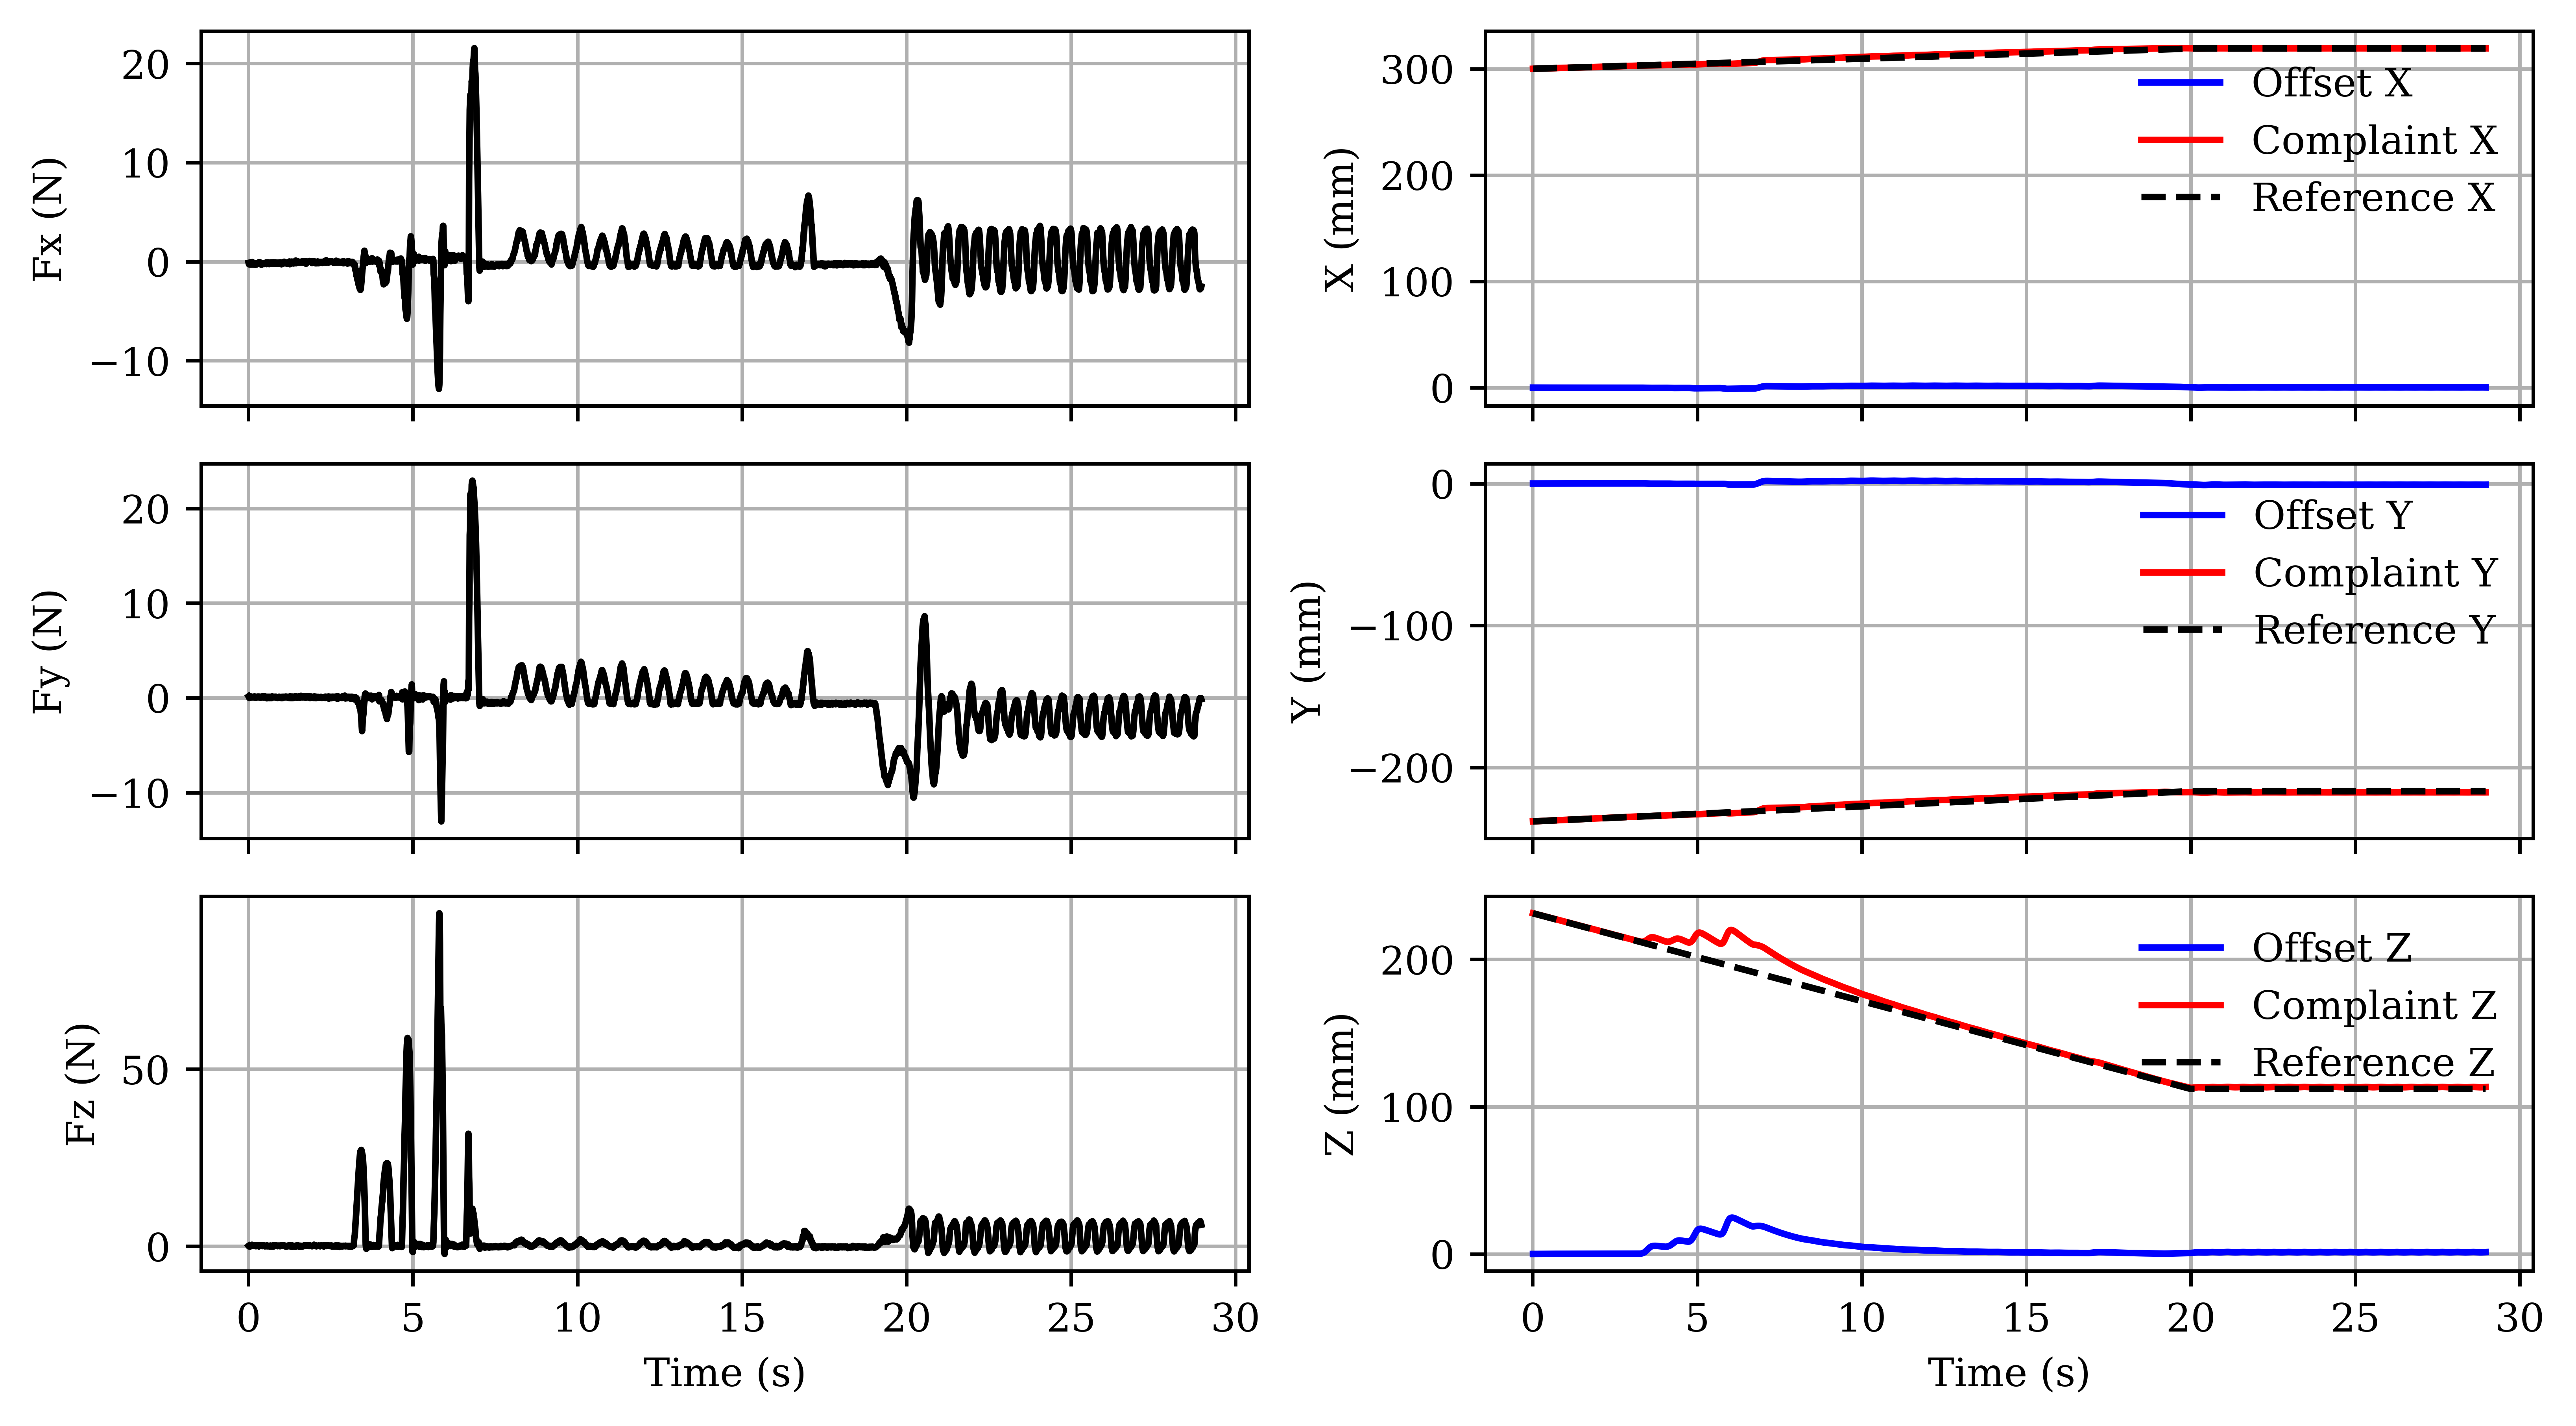 20
10
0
−10
Fx (N)
300
200
100
0
X (mm)
Offset X
Complaint X
Reference X
20
10
0
−10
Fy (N)
0
−100
−200
Y (mm)
Offset Y
Complaint Y
Reference Y
50
0
Fz (N)
0 5 10 15 20 25 30
Time (s)
200
100
0
Z (mm)
Offset Z
Complaint Z
Reference Z
0 5 10 15 20 25 30
Time (s)